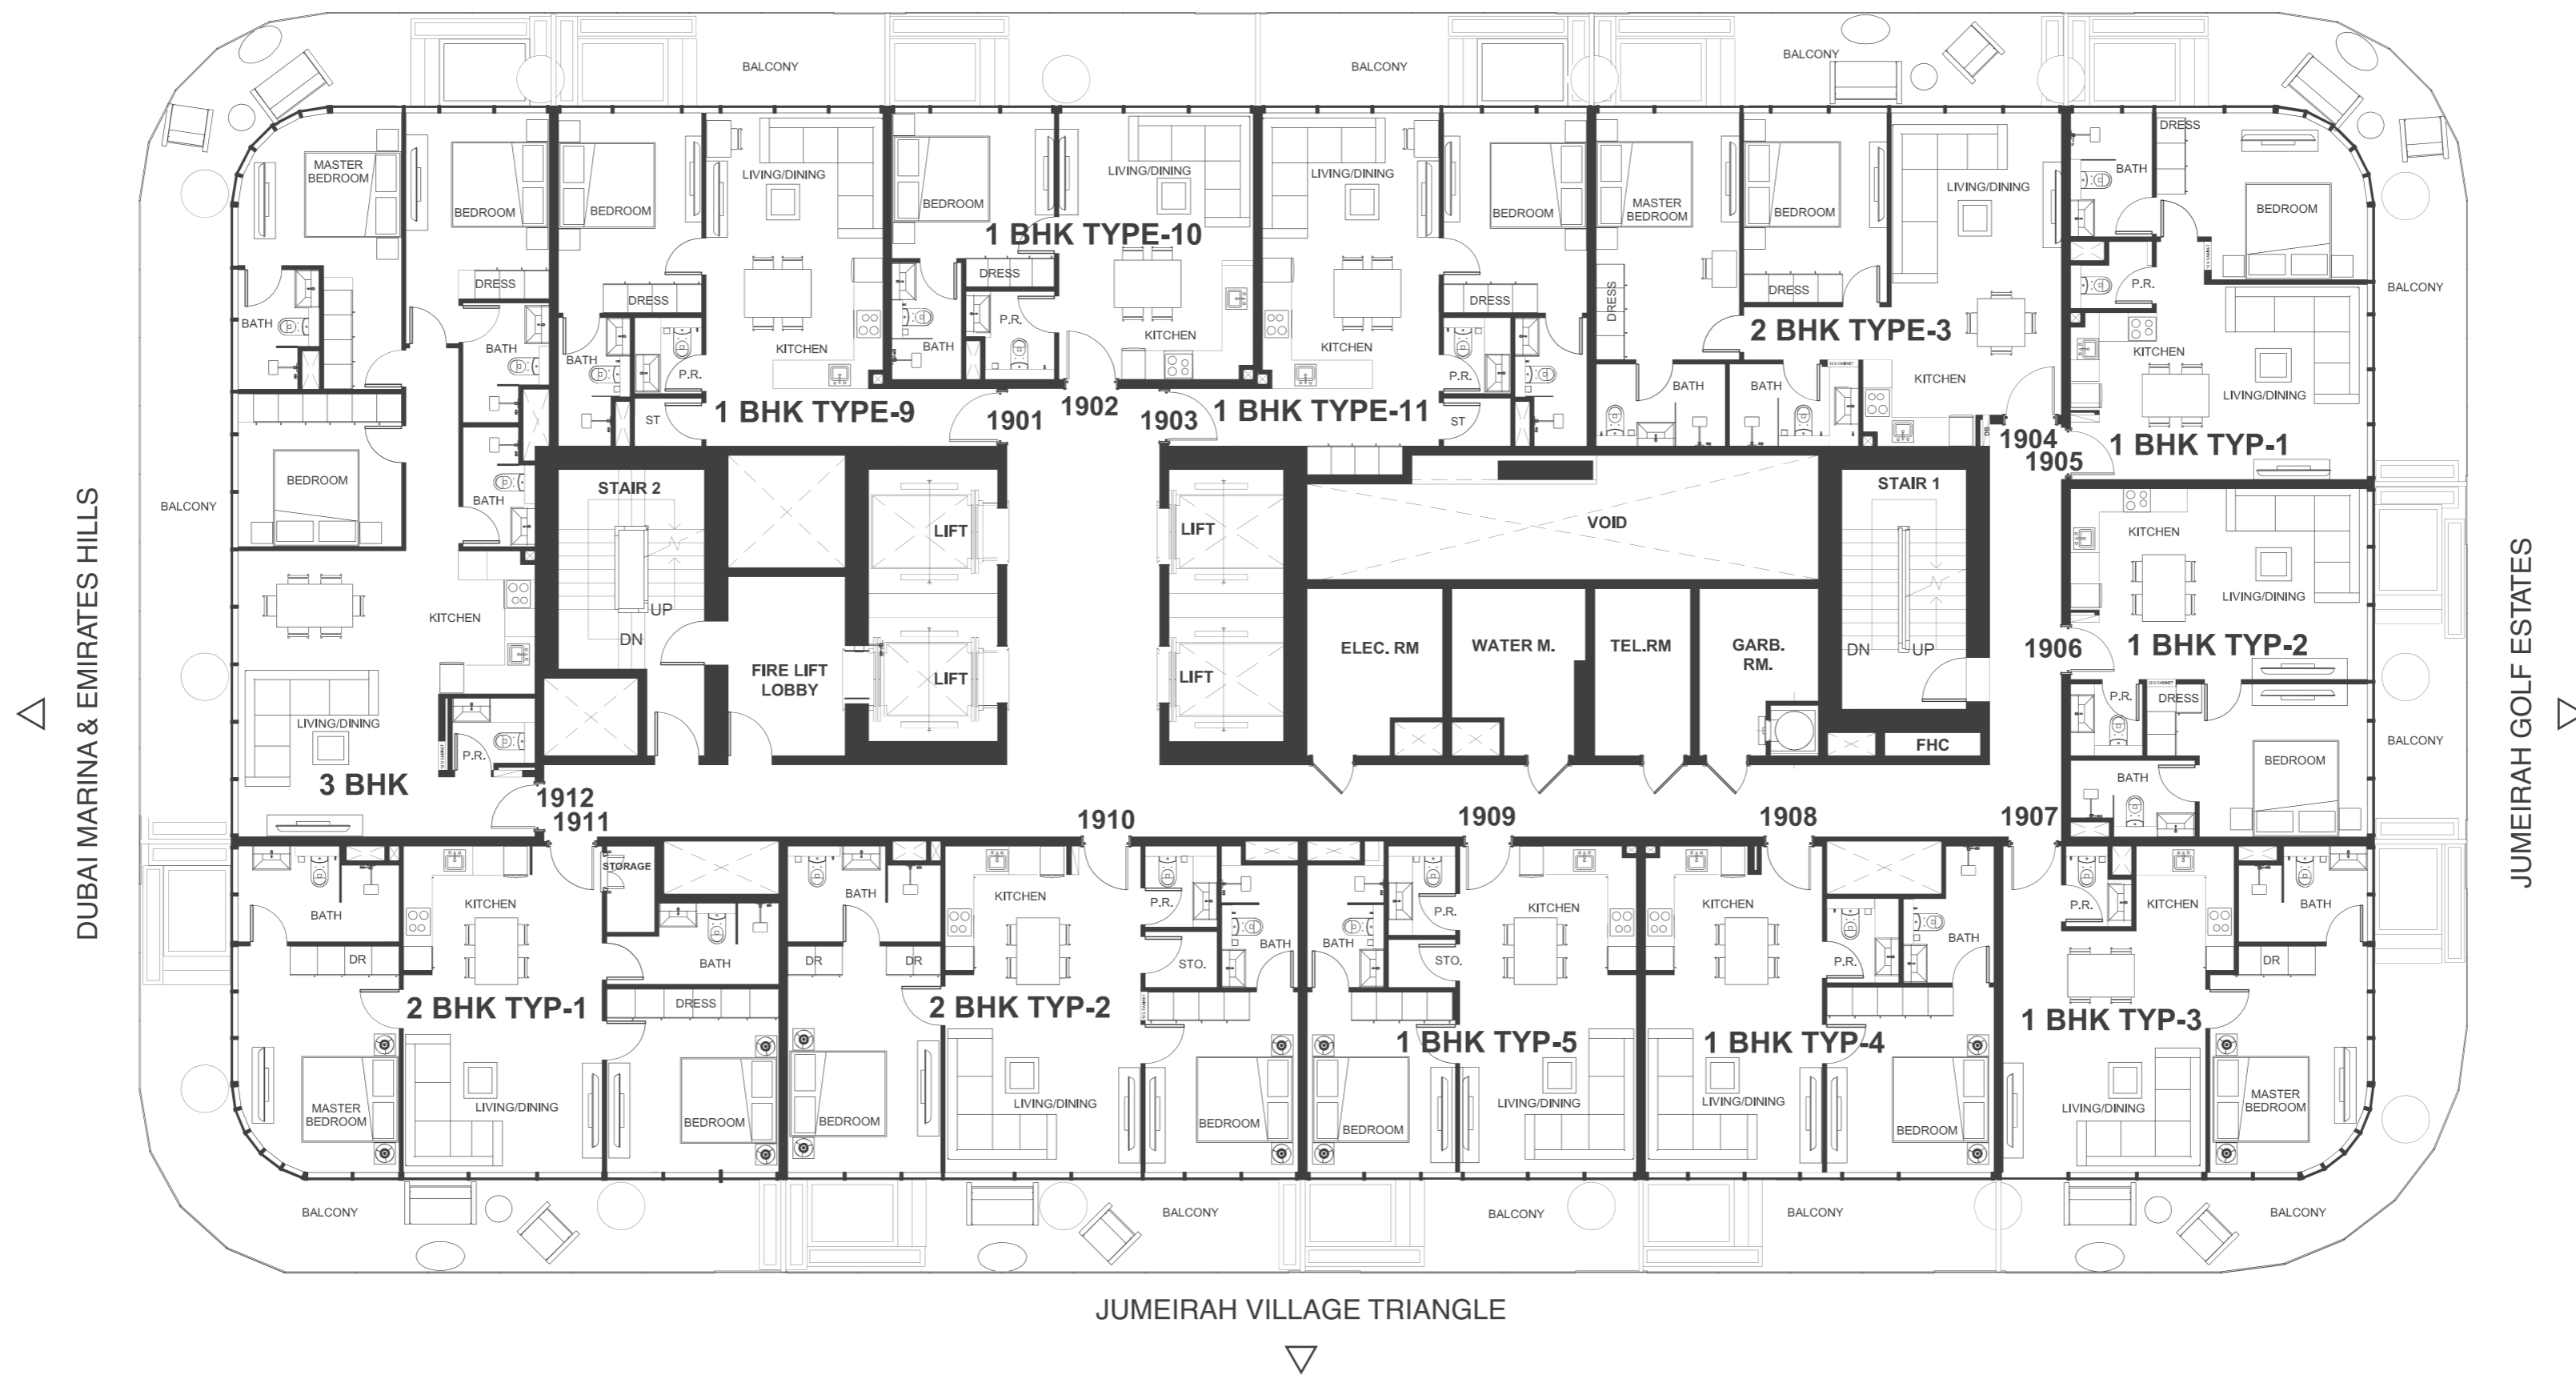 BALCONY
BALCONY
BALCONY
MASTER
BEDROOM
BEDROOM
DRESS
BATH
BATH
BEDROOM
BATH
BALCONY
KITCHEN
LIVING/DINING
P.R.
3 BHK
1912
BEDROOM
DRESS
BATH
P.R.
ST
LIVING/DINING
KITCHEN
1 BHK TYPE-9
1901
BEDROOM
LIVING/DINING
1 BHK TYPE-10
DRESS
P.R.
BATH
KITCHEN
1902
LIVING/DINING
BEDROOM
DRESS
KITCHEN
P.R.
ST
1903
1 BHK TYPE-11
MASTER
BEDROOM
BEDROOM
LIVING/DINING
DRESS
DRESS
2 BHK TYPE-3
BATH
BATH
KITCHEN
DB
1904
DRESS
BATH
BEDROOM
P.R.
KITCHEN
LIVING/DINING
1 BHK TYP-1
1905
BALCONY
KITCHEN
LIVING/DINING
1906
1 BHK TYP-2
P.R.
DRESS
BEDROOM
BATH
BALCONY
STAIR 2
UP
DN
FIRE LIFT
LOBBY
LIFT
LIFT
LIFT
LIFT
VOID
ELEC. RM
WATER M.
TEL.RM
GARB.
RM.
STAIR 1
DN
UP
FHC
1911
STORAGE
KITCHEN
BATH
DR
BATH
DRESS
2 BHK TYP-1
MASTER
BEDROOM
LIVING/DINING
BEDROOM
BALCONY
1910
BATH
KITCHEN
P.R.
DR
DR
STO.
BATH
2 BHK TYP-2
BEDROOM
LIVING/DINING
BEDROOM
BALCONY
1909
BATH
P.R.
KITCHEN
STO.
1 BHK TYP-5
BEDROOM
LIVING/DINING
BALCONY
1908
KITCHEN
P.R.
BATH
1 BHK TYP-4
LIVING/DINING
BEDROOM
BALCONY
1907
P.R.
KITCHEN
BATH
DR
1 BHK TYP-3
LIVING/DINING
MASTER
BEDROOM
BALCONY
DUBAI MARINA & EMIRATES HILLS
JUMEIRAH GOLF ESTATES
JUMEIRAH VILLAGE TRIANGLE